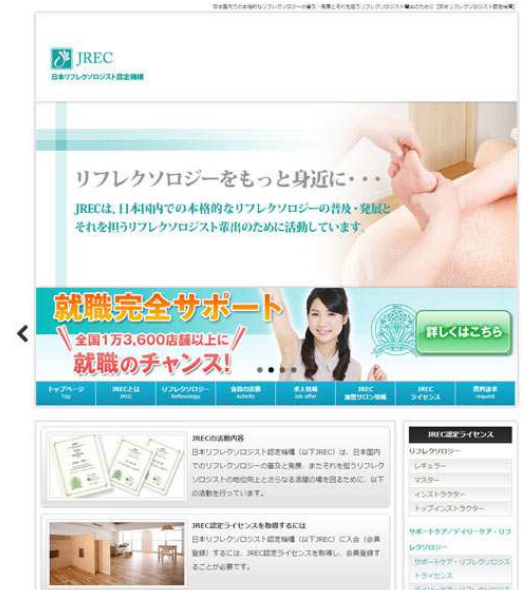 日本国内での本格的なリフレクソロジーの普及・発展とそれを担うリフレクソロジスト輩出のために【日本リフレクソロジスト認定機構】
JREC
日本リフレクソロジスト認定機構
リフレクソロジーをもっと身近に・・・
JRECは、日本国内での本格的なリフレクソロジーの普及・発展と
それを担うリフレクソロジスト輩出のために活動しています。
就職完全サポート
全国1万3,600店舗以上に
就職のチャンス!
詳しくはこちら
トップページ
Top
JRECとは
JREC
リフレクソロジー
Reflexology
会員の活動
Activity
求人情報
Job offer
JREC
加盟サロン情報
JREC
ライセンス
資料請求
request
JRECの活動内容
日本リフレクソロジスト認定機構（以下JREC）は、日本国内
でのリフレクソロジーの普及と発展、またそれを担うリフレク
ソロジストの地位向上とさらなる活躍の場を図るために、以下
の活動を行っています。
JREC認定ライセンスを取得するには
日本リフレクソロジスト認定機構（以下JREC）に入会（会員
登録）するには、JREC認定ライセンスを取得し、会員登録す
ることが必要です。
JREC認定ライセンス
リフレクソロジー
レギュラー
マスター
インストラクター
トップインストラクター
サポートケア／デイリーケア・リフ
レクソロジー
サポートケア・リフレクソロジス
トライセンス
デイリーケア・リフレクソロジス